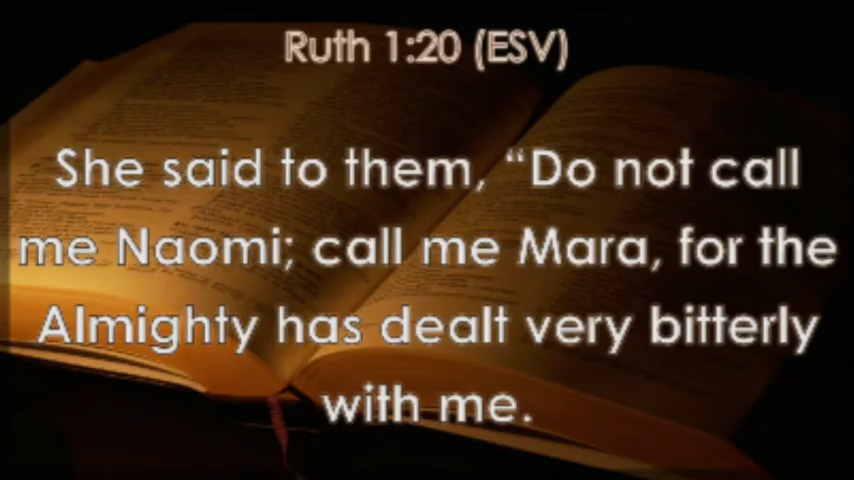 Ruth 1:20 (ESV)
She said to them, “Do not call
me Naomi; call me Mara, for the
Almighty has dealt very bitterly
with me.